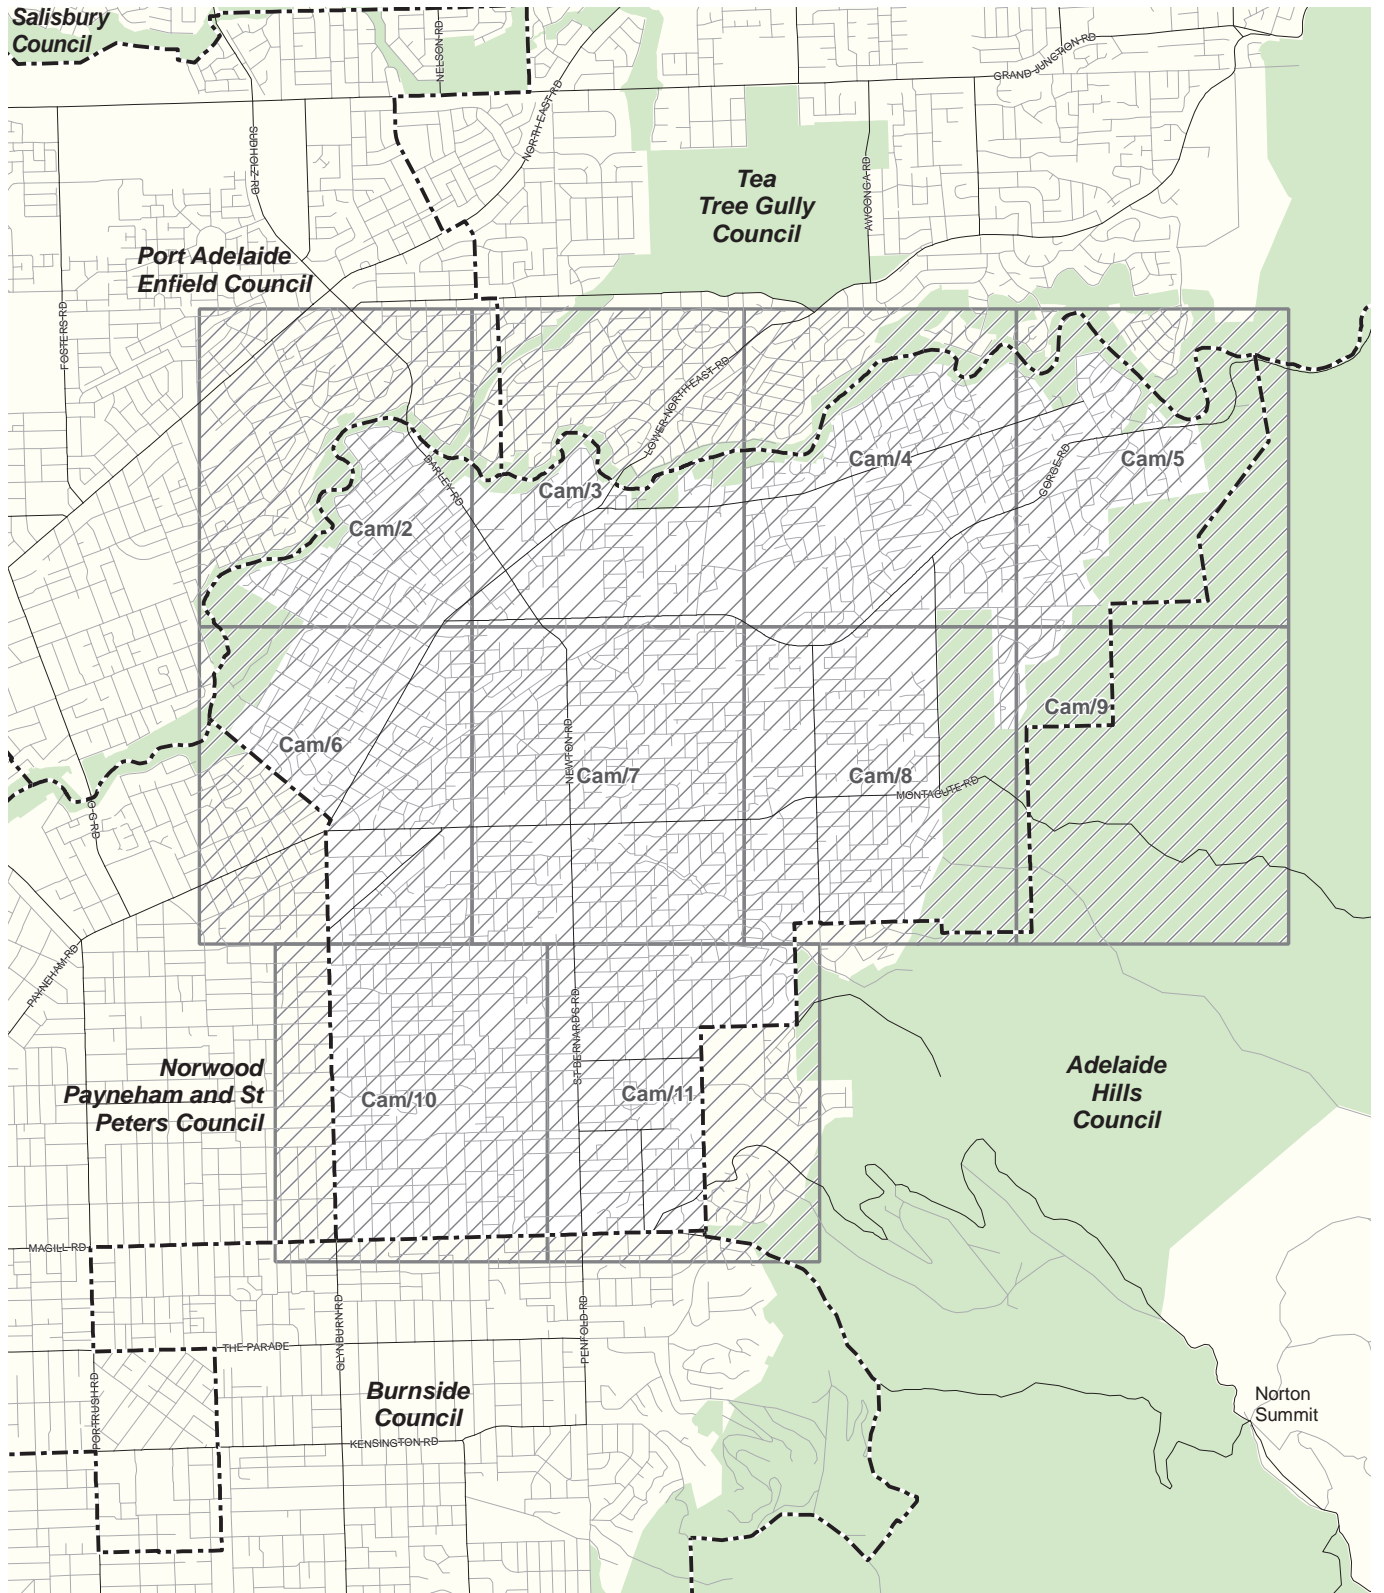 Salisbury
Council
NELSON RD
GRAND JUNCTION RD
NORTH EAST RD
SUDHOLZ RD
AWOONGA RD
Tea
Tree Gully
Council
Port Adelaide
Enfield Council
FOSTERS RD
LOWER NORTH EAST RD
DARLEY RD
GORGE RD
Cam/4
Cam/5
Cam/3
Cam/2
Cam/9
Cam/6
NEWTON RD
Cam/7
Cam/8
MONTACUTE RD
O G RD
PAYNEHAM RD
ST BERNARDS RD
Norwood
Payneham and St
Peters Council
Cam/10
Cam/11
Adelaide
Hills
Council
MAGILL RD
GLYNBURN RD
PENFOLD RD
THE PARADE
PORTRUSH RD
Burnside
Council
KENSINGTON RD
Norton
Summit